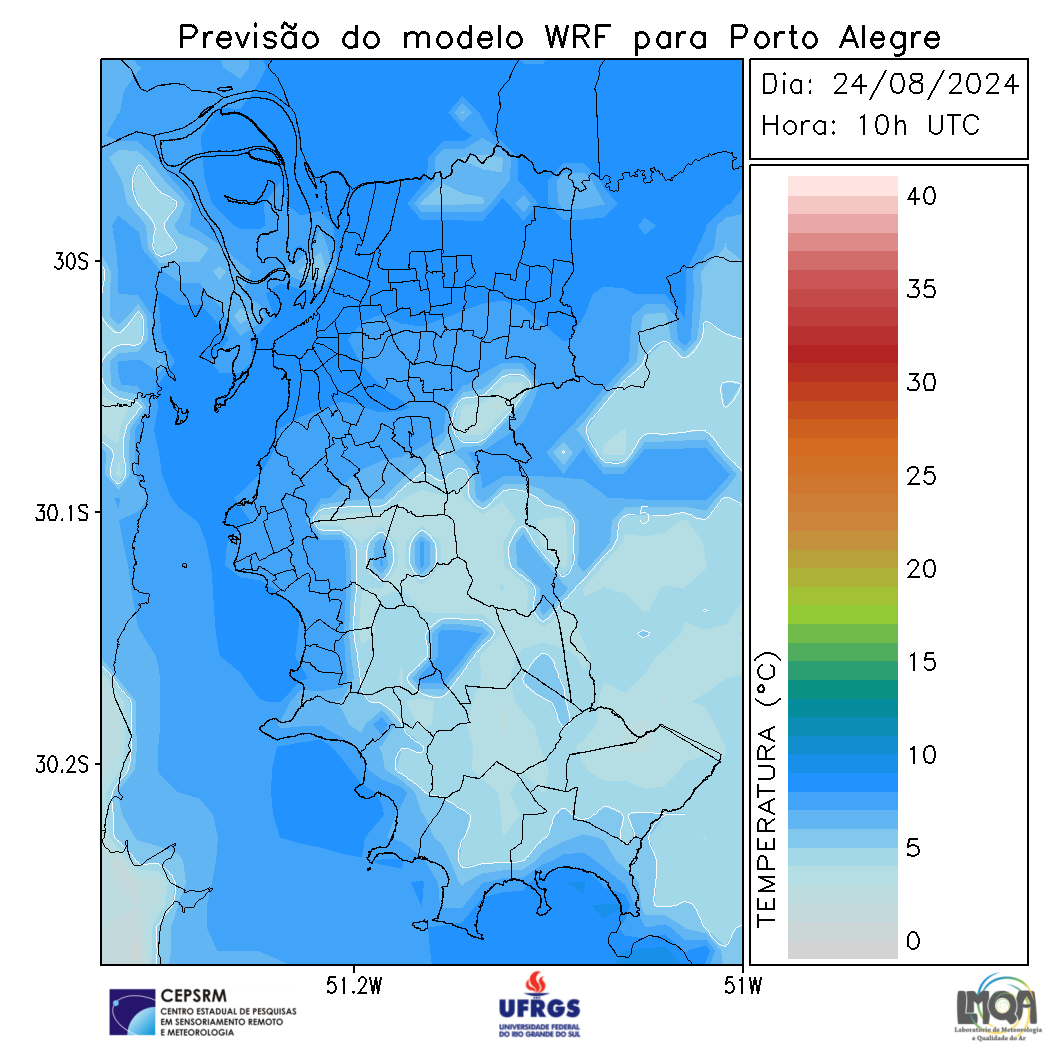 Previsão do modelo WRF para Porto Alegre
Dia: 24/08/2024
Hora: 10h UTC
30S
30.1S
30.2S
51.2W
51W
5
TEMPERATURA (°C)
40
35
30
25
20
15
10
5
0
CEPSRM
CENTRO ESTADUAL DE PESQUISAS
EM SENSORIAMENTO REMOTO
E METEOROLOGIA
UFRGS
UNIVERSIDADE FEDERAL
DO RIO GRANDE DO SUL
LMQA
Laboratório de Meteorologia
e Qualidade do Ar